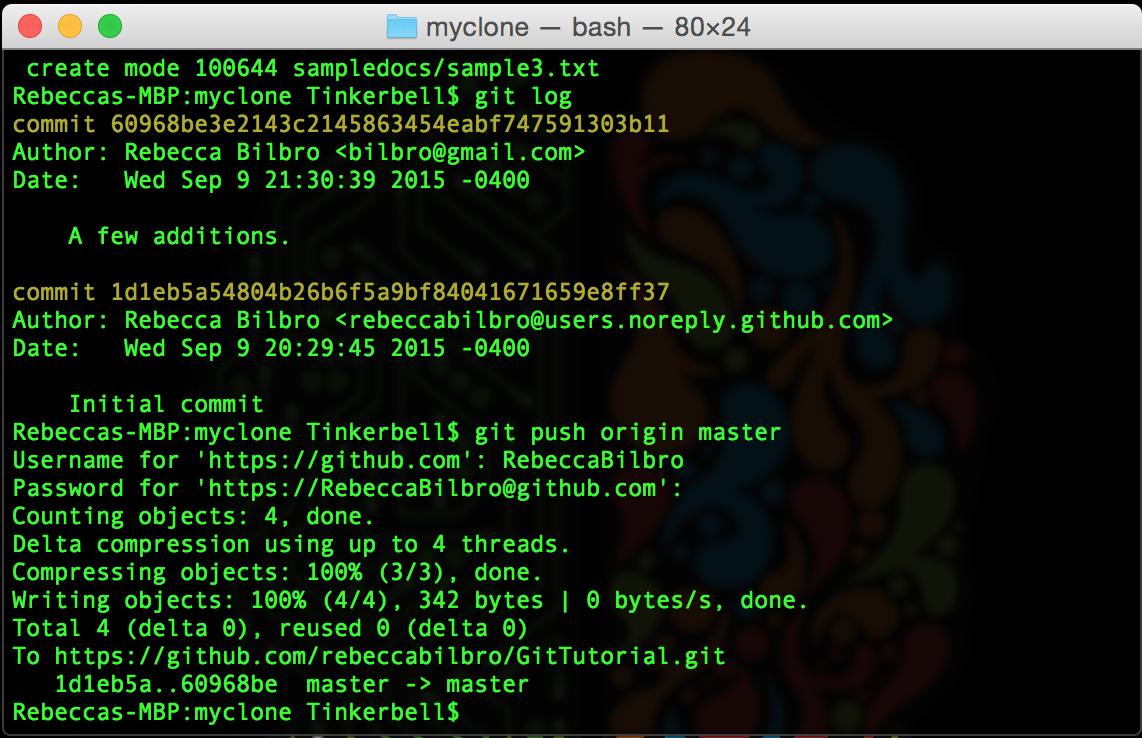 myclone — bash — 80×24
create mode 100644 sampledocs/sample3.txt
Rebeccas-MBP:myclone Tinkerbell$ git log
commit 60968be3e2143c2145863454eabf747591303b11
Author: Rebecca Bilbro <bilbro@gmail.com>
Date:   Wed Sep 9 21:30:39 2015 -0400
    A few additions.
commit 1d1eb5a54804b26b6f5a9bf84041671659e8ff37
Author: Rebecca Bilbro <rebeccabilbro@users.noreply.github.com>
Date:   Wed Sep 9 20:29:45 2015 -0400
    Initial commit
Rebeccas-MBP:myclone Tinkerbell$ git push origin master
Username for 'https://github.com': RebeccaBilbro
Password for 'https://RebeccaBilbro@github.com':
Counting objects: 4, done.
Delta compression using up to 4 threads.
Compressing objects: 100% (3/3), done.
Writing objects: 100% (4/4), 342 bytes | 0 bytes/s, done.
Total 4 (delta 0), reused 0 (delta 0)
To https://github.com/rebeccabilbro/GitTutorial.git
   1d1eb5a..60968be  master -> master
Rebeccas-MBP:myclone Tinkerbell$